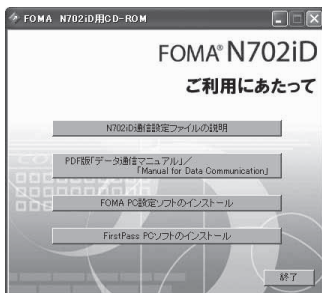 FOMA N702iD用CD-ROM
FOMA® N702iD
ご利用にあたって
N702iD通信設定ファイルの説明
PDF版「データ通信マニュアル」／
「Manual for Data Communication」
FOMA PC設定ソフトのインストール
FirstPass PCソフトのインストール
終了